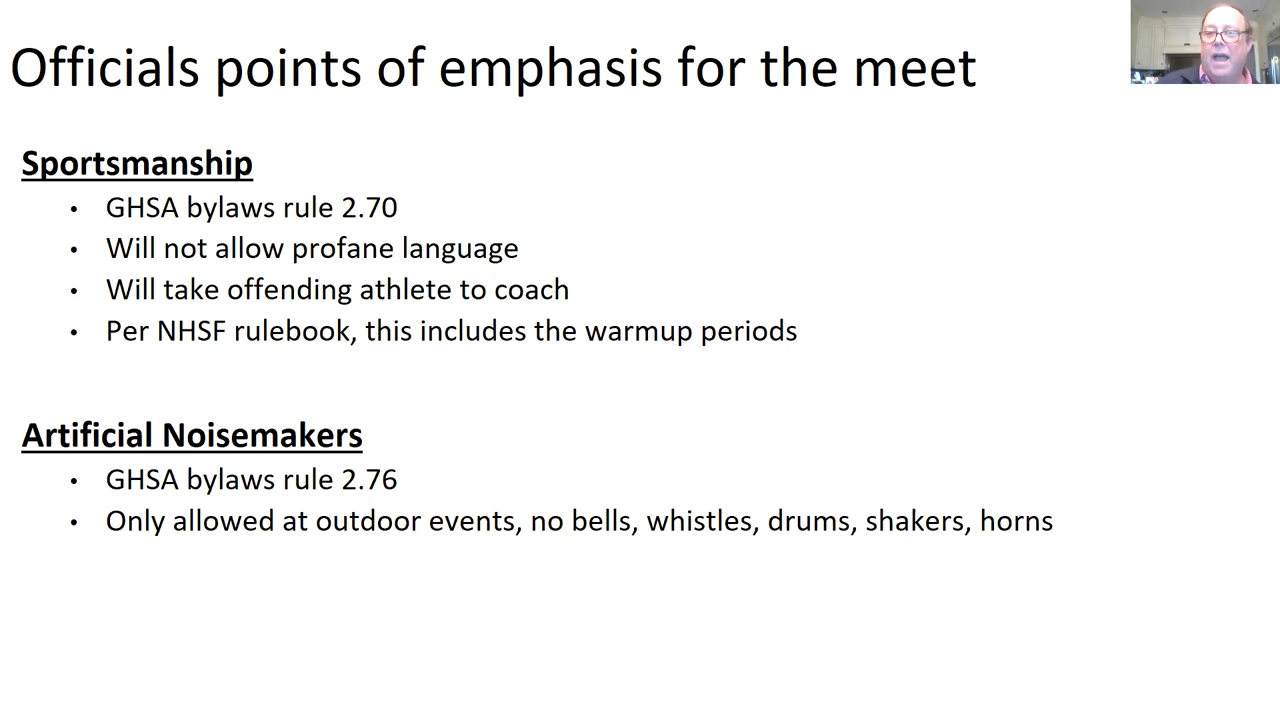 Officials points of emphasis for the meet
Sportsmanship
• GHSA bylaws rule 2.70
• Will not allow profane language
• Will take offending athlete to coach
• Per NHSF rulebook, this includes the warmup periods
Artificial Noisemakers
• GHSA bylaws rule 2.76
• Only allowed at outdoor events, no bells, whistles, drums, shakers, horns